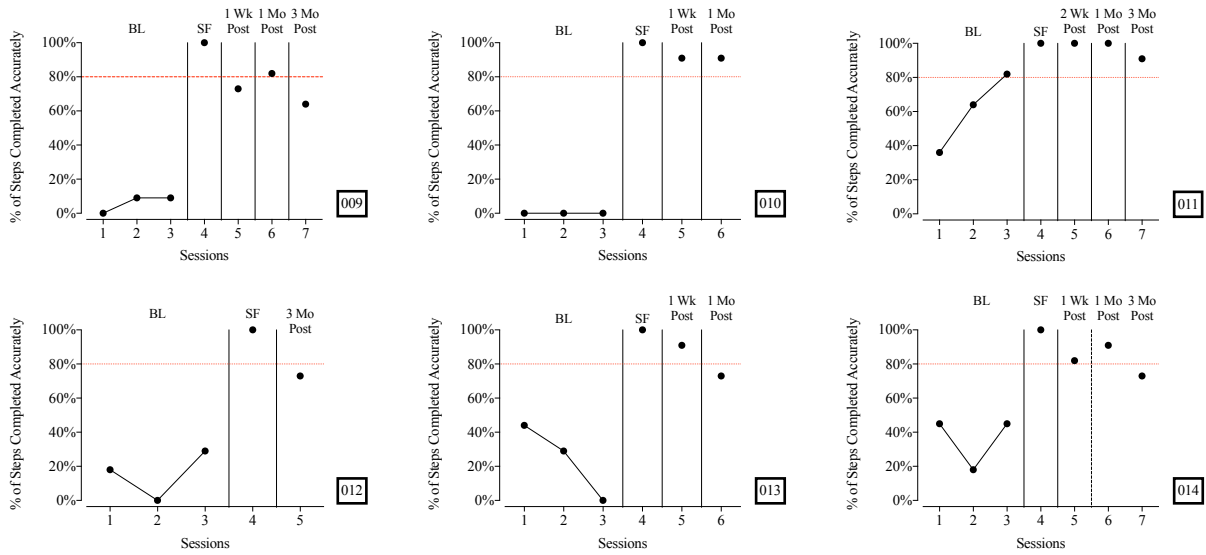 1 Wk 1 Mo 3 Mo
BL SF Post Post Post
100%
80%
60%
40%
20%
0%
% of Steps Completed Accurately
1 2 3 4 5 6 7
Sessions
009
1 Wk 1 Mo
BL SF Post Post
100%
80%
60%
40%
20%
0%
% of Steps Completed Accurately
1 2 3 4 5 6
Sessions
010
2 Wk 1 Mo 3 Mo
BL SF Post Post Post
100%
80%
60%
40%
20%
0%
% of Steps Completed Accurately
1 2 3 4 5 6 7
Sessions
011
3 Mo
BL SF Post
100%
80%
60%
40%
20%
0%
% of Steps Completed Accurately
1 2 3 4 5
Sessions
012
1 Wk 1 Mo
BL SF Post Post
100%
80%
60%
40%
20%
0%
% of Steps Completed Accurately
1 2 3 4 5 6
Sessions
013
BL SF 1 Wk 1 Mo 3 Mo
Post Post Post
100%
80%
60%
40%
20%
0%
% of Steps Completed Accurately
1 2 3 4 5 6 7
Sessions
014